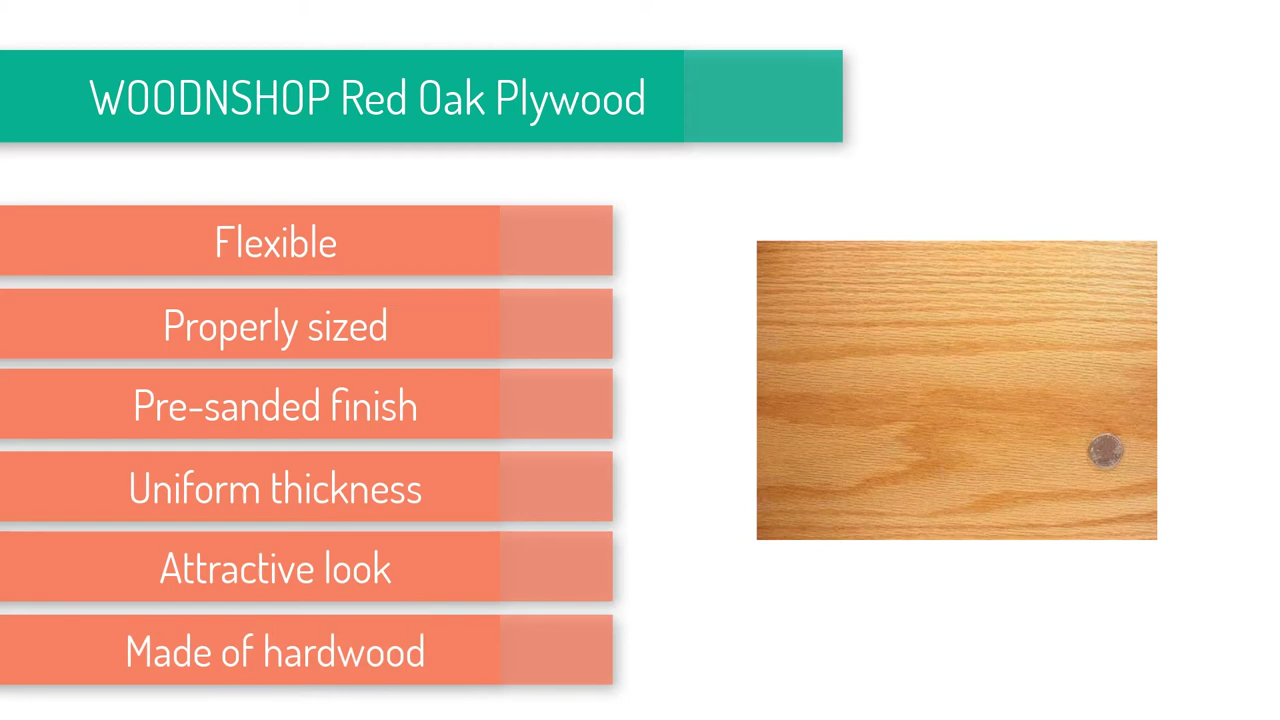 WOODNSHOP Red Oak Plywood
Flexible
Properly sized
Pre-sanded finish
Uniform thickness
Attractive look
Made of hardwood